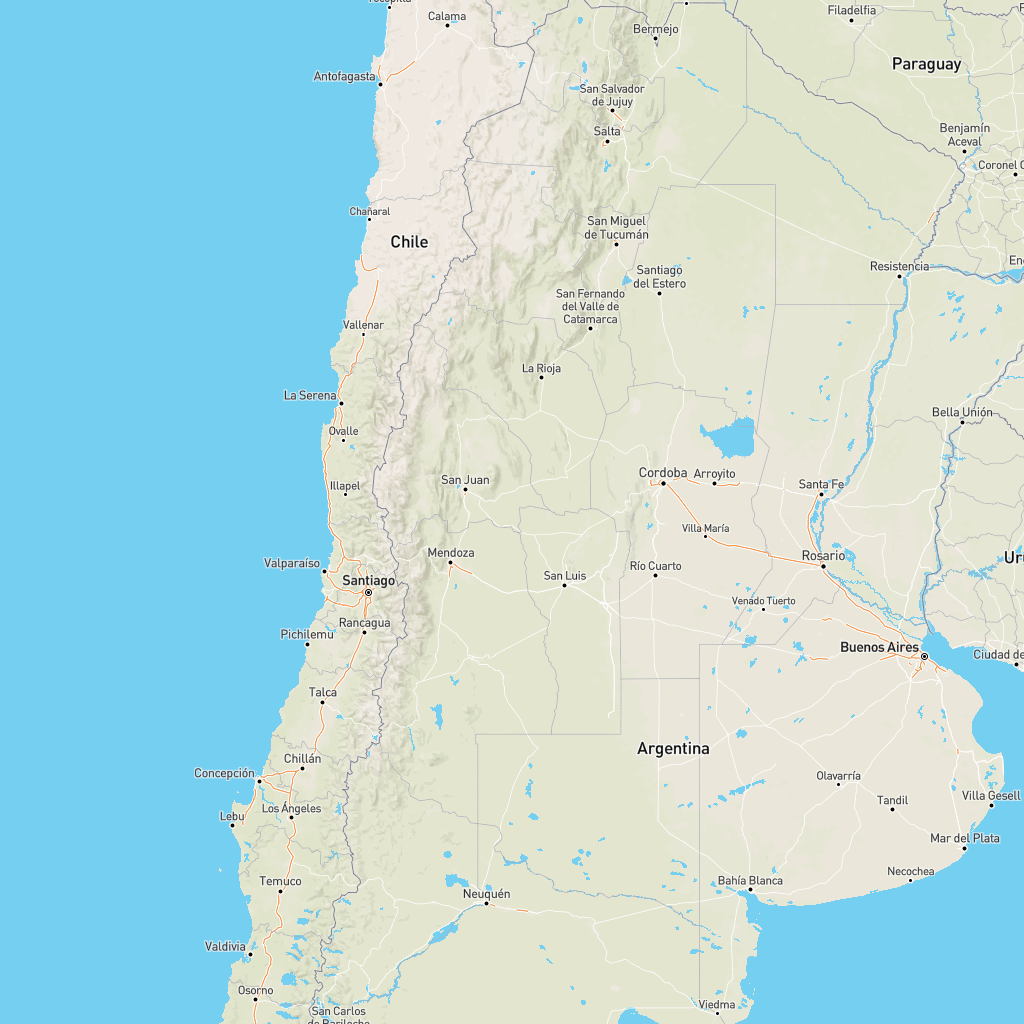 Tocopilla
Calama
Filadelfia
Bermejo
Paraguay
Antofagasta
San Salvador
de Jujuy
Salta
Benjamín
Aceval
Coronel O
Chañaral
Chile
San Miguel
de Tucumán
Resistencia
Santiago
del Estero
San Fernando
del Valle de
Catamarca
Vallenar
La Rioja
La Serena
Bella Unión
Ovalle
Cordoba
Arroyito
San Juan
Santa Fe
Illapel
Villa María
Mendoza
Rosario
Valparaíso
Río Cuarto
San Luis
Santiago
Venado Tuerto
Rancagua
Pichilemu
Buenos Aires
Ciudad de
Talca
Argentina
Chillán
Concepción
Olavarría
Villa Gesell
Tandil
Los Ángeles
Lebu
Mar del Plata
Necochea
Temuco
Bahía Blanca
Neuquén
Valdivia
Osorno
Viedma
San Carlos
de Bariloche